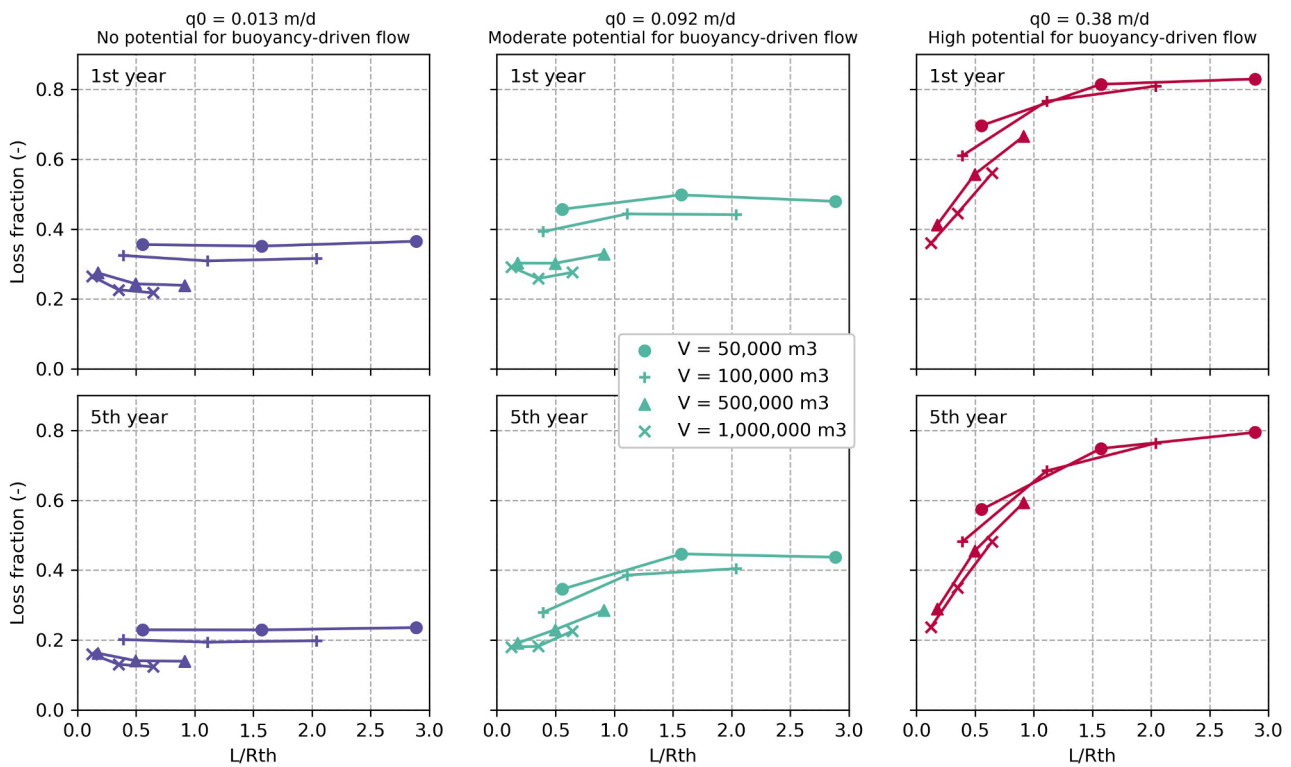 q0 = 0.013 m/d
No potential for buoyancy-driven flow
q0 = 0.092 m/d
Moderate potential for buoyancy-driven flow
q0 = 0.38 m/d
High potential for buoyancy-driven flow
1st year
1st year
1st year
0.8
0.6
0.4
0.2
0.0
Loss fraction (-)
V = 50,000 m3
V = 100,000 m3
V = 500,000 m3
V = 1,000,000 m3
5th year
5th year
5th year
0.8
0.6
0.4
0.2
0.0
Loss fraction (-)
0.0 0.5 1.0 1.5 2.0 2.5 3.0
L/Rth
0.0 0.5 1.0 1.5 2.0 2.5 3.0
L/Rth
0.0 0.5 1.0 1.5 2.0 2.5 3.0
L/Rth